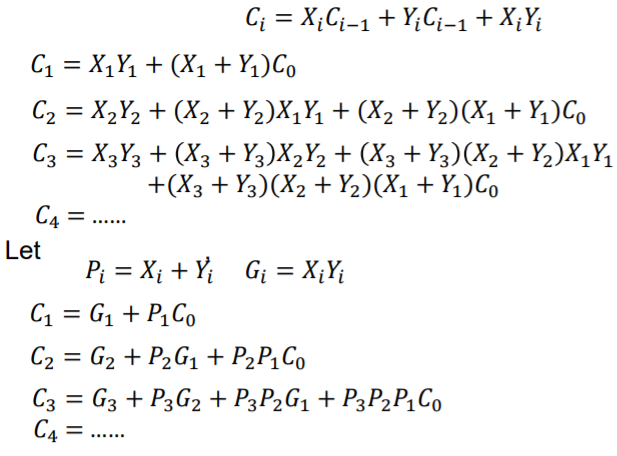 Cᵢ = XᵢCᵢ₋₁ + YᵢCᵢ₋₁ + XᵢYᵢ
C₁ = X₁Y₁ + (X₁ + Y₁)C₀
C₂ = X₂Y₂ + (X₂ + Y₂)X₁Y₁ + (X₂ + Y₂)(X₁ + Y₁)C₀
C₃ = X₃Y₃ + (X₃ + Y₃)X₂Y₂ + (X₃ + Y₃)(X₂ + Y₂)X₁Y₁
+(X₃ + Y₃)(X₂ + Y₂)(X₁ + Y₁)C₀
C₄ = ......
Let
Pᵢ = Xᵢ + Yᵢ Gᵢ = XᵢYᵢ
C₁ = G₁ + P₁C₀
C₂ = G₂ + P₂G₁ + P₂P₁C₀
C₃ = G₃ + P₃G₂ + P₃P₂G₁ + P₃P₂P₁C₀
C₄ = ......